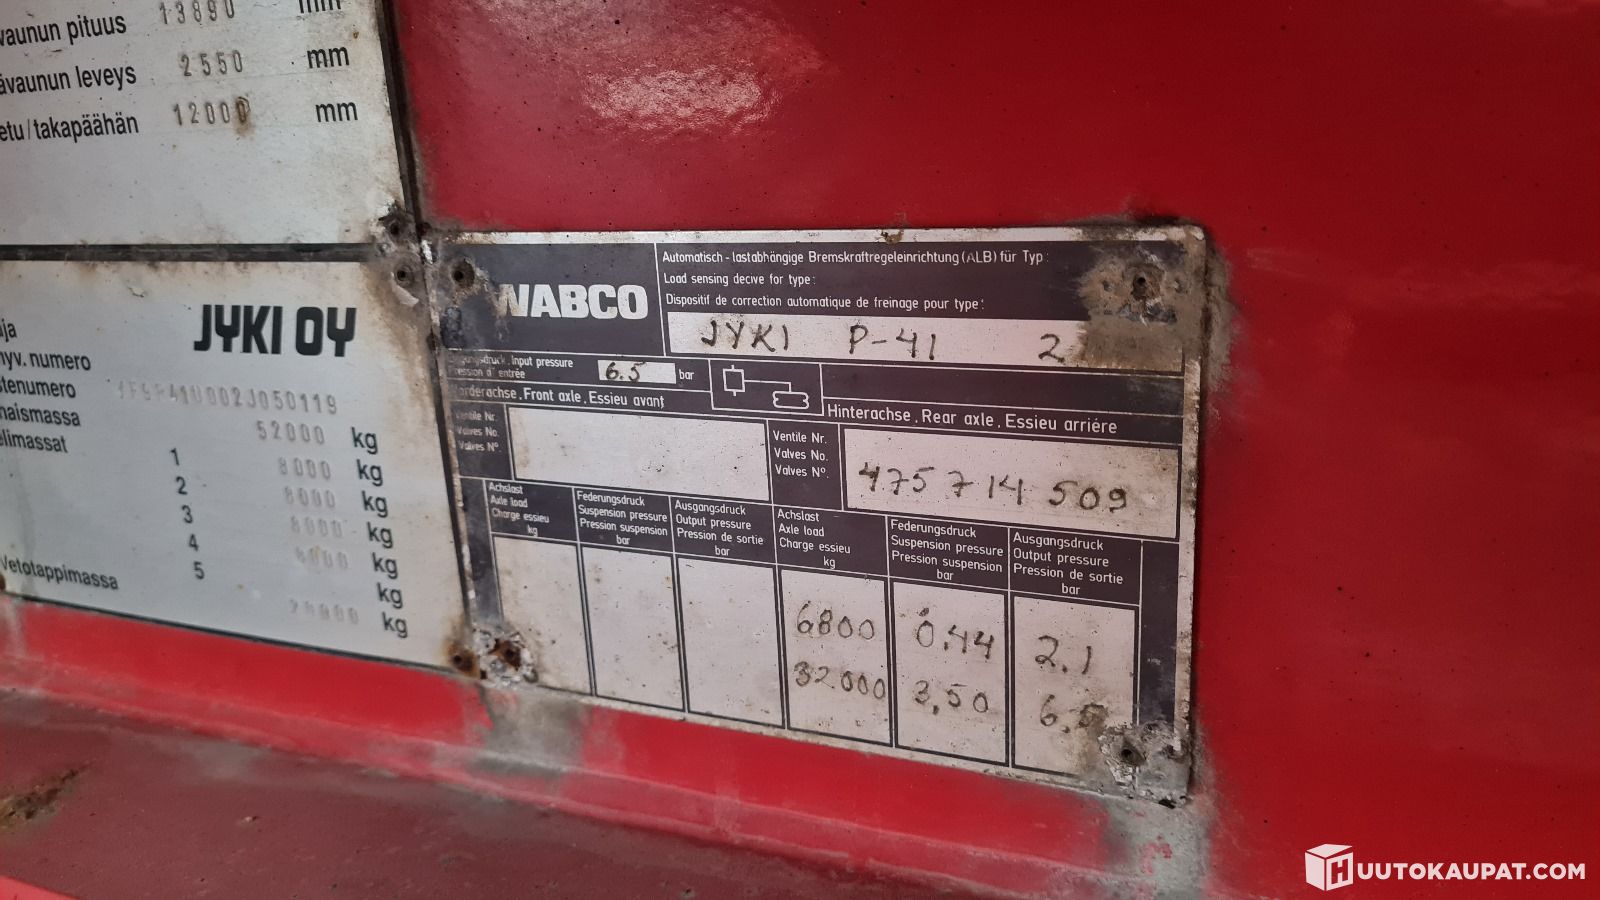 vaunun pituus 13890 mm
ävaunun leveys 2550 mm
etu/takapäähän 12000 mm
JYKI OY
ja
hyv. numero
stenumero
naismassa 52000 kg
elimassat 1 8000 kg
2 8000 kg
3 8000 kg
4 8000 kg
5 kg
Vetotappimassa 20000 kg
WABCO
Automatisch - lastabhängige Bremskraftregeleinrichtung (ALB) für Typ :
Load sensing decive for type :
Dispositif de correction automatique de freinage pour type :
JYKI P-41 2
Input pressure
Pression d' entrée 6.5 bar
orderachse, Front axle, Essieu avant
Hinterachse, Rear axle, Essieu arriére
Ventile Nr.
Valves No.
Valves N°.
Ventile Nr.
Valves No.
Valves N°.
475 714 509
Achslast
Axle load
Charge essieu
kg
Federungsdruck
Suspension pressure
Pression suspension
bar
Ausgangsdruck
Output pressure
Pression de sortie
bar
Achslast
Axle load
Charge essieu
kg
Federungsdruck
Suspension pressure
Pression suspension
bar
Ausgangsdruck
Output pressure
Pression de sortie
bar
6800 0,44 2.1
32000 3,50 6,5
HUUTOKAUPAT.COM